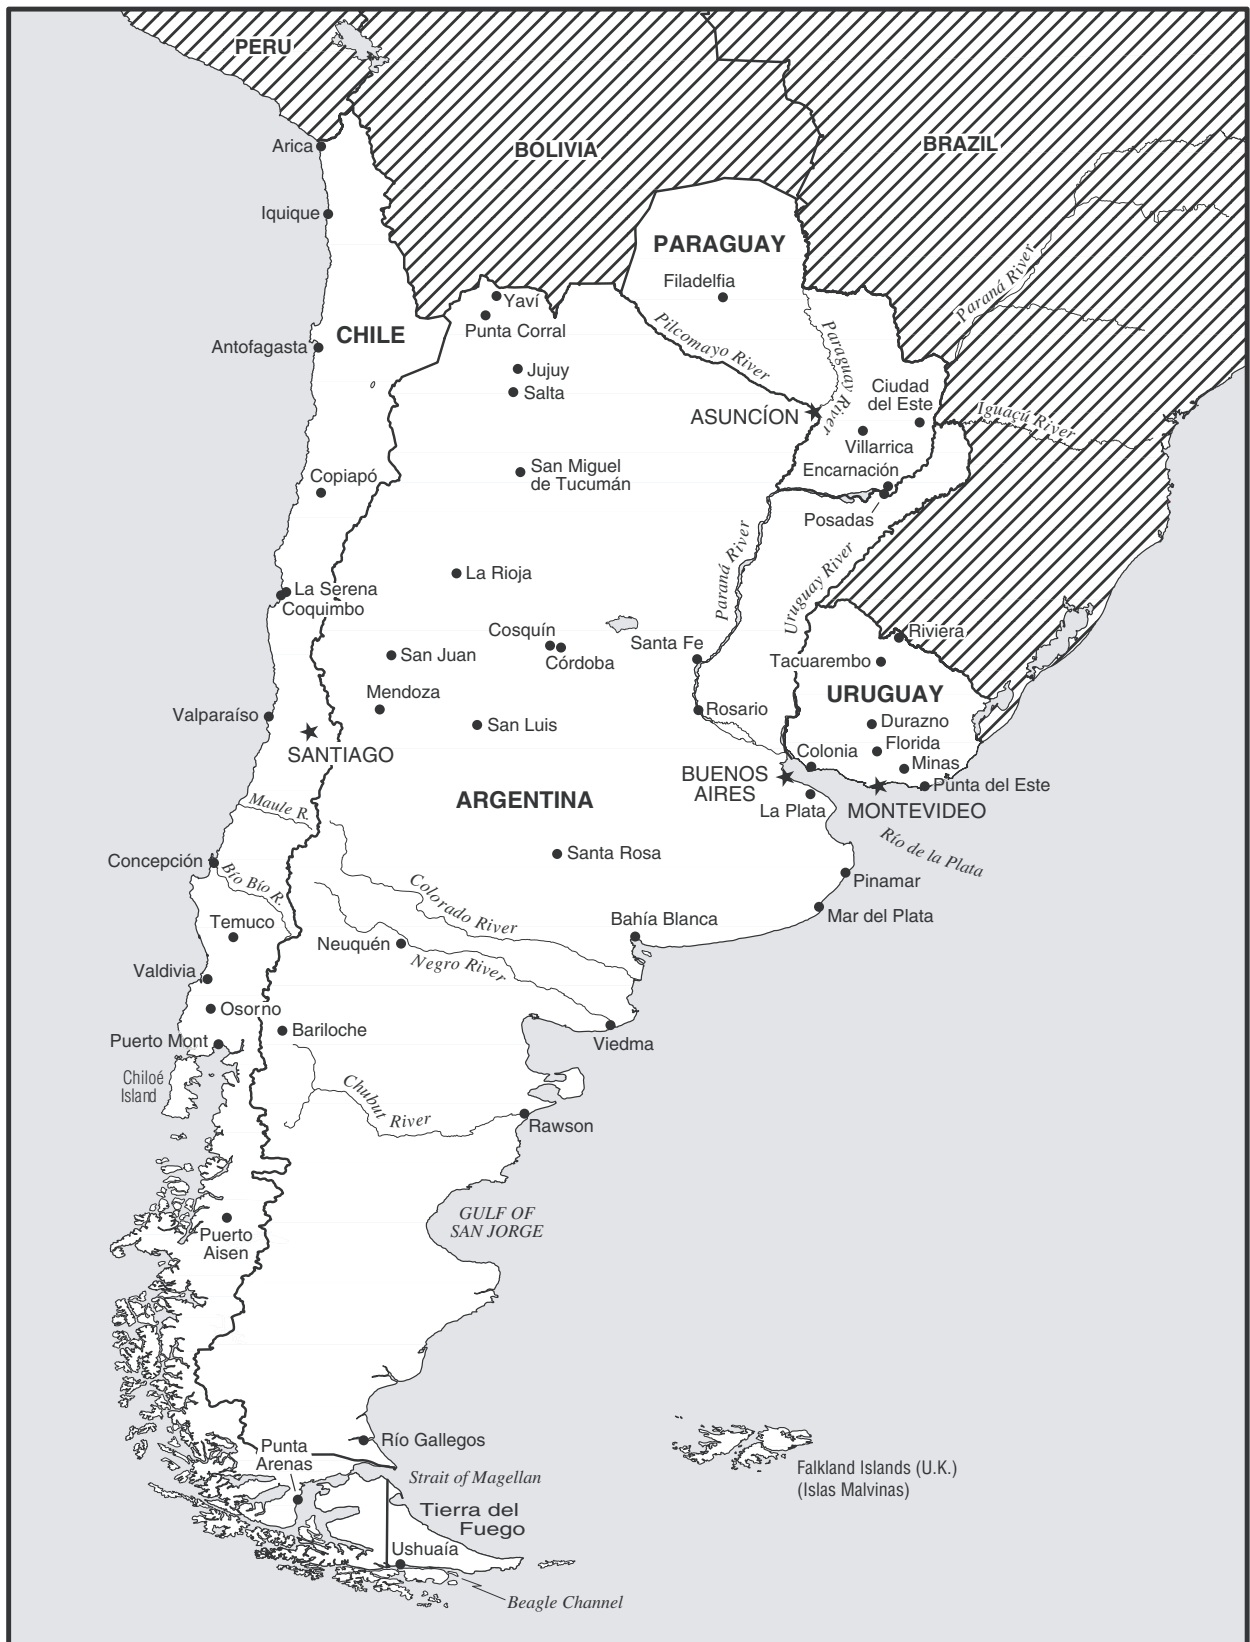 PERU
BOLIVIA
BRAZIL
Arica
Iquique
PARAGUAY
Filadelfia
Paraná River
Yaví
Punta Corral
CHILE
Antofagasta
Pilcomayo River
Paraguay River
Jujuy
Salta
Ciudad
del Este
ASUNCÍON
Iguaçú River
Villarrica
Encarnación
San Miguel
de Tucumán
Copiapó
Posadas
Paraná River
Uruguay River
La Rioja
La Serena
Coquimbo
Cosquín
Córdoba
Santa Fe
Riviera
San Juan
Tacuarembo
Mendoza
URUGUAY
Valparaíso
San Luis
Rosario
Durazno
Florida
SANTIAGO
Colonia
Minas
BUENOS
AIRES
Punta del Este
ARGENTINA
La Plata
MONTEVIDEO
Maule R.
Río de la Plata
Concepción
Santa Rosa
Bío Bío R.
Colorado River
Pinamar
Temuco
Bahía Blanca
Mar del Plata
Neuquén
Negro River
Valdivia
Osorno
Bariloche
Puerto Mont
Viedma
Chiloé
Island
Chubut River
Rawson
GULF OF
SAN JORGE
Puerto
Aisen
Río Gallegos
Punta
Arenas
Strait of Magellan
Falkland Islands (U.K.)
(Islas Malvinas)
Tierra del
Fuego
Ushuaía
Beagle Channel